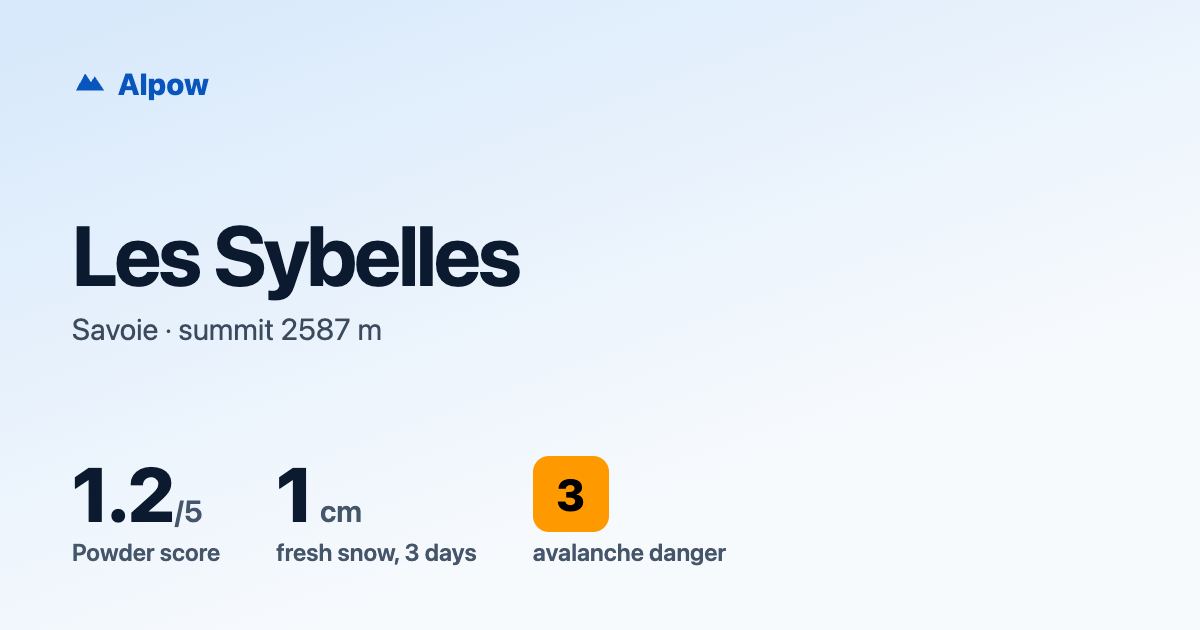 Alpow
Les Sybelles
Savoie · summit 2587 m
1.2/5
Powder score
1 cm
fresh snow, 3 days
3
avalanche danger